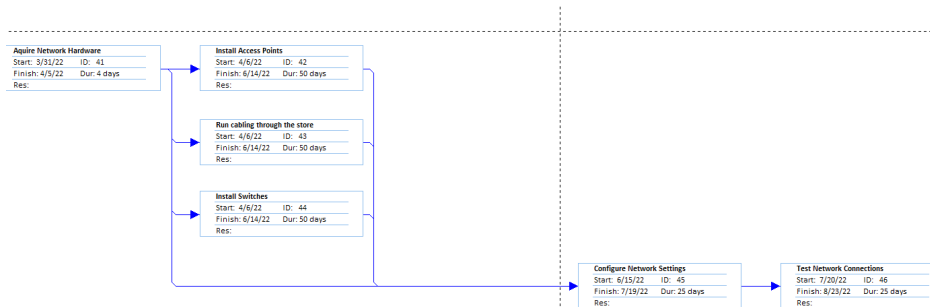 Aquire Network Hardware
Start: 3/31/22 ID: 41
Finish: 4/5/22 Dur: 4 days
Res:
Install Access Points
Start: 4/6/22 ID: 42
Finish: 6/14/22 Dur: 50 days
Res:
Run cabling through the store
Start: 4/6/22 ID: 43
Finish: 6/14/22 Dur: 50 days
Res:
Install Switches
Start: 4/6/22 ID: 44
Finish: 6/14/22 Dur: 50 days
Res:
Configure Network Settings
Start: 6/15/22 ID: 45
Finish: 7/19/22 Dur: 25 days
Res:
Test Network Connections
Start: 7/20/22 ID: 46
Finish: 8/23/22 Dur: 25 days
Res: